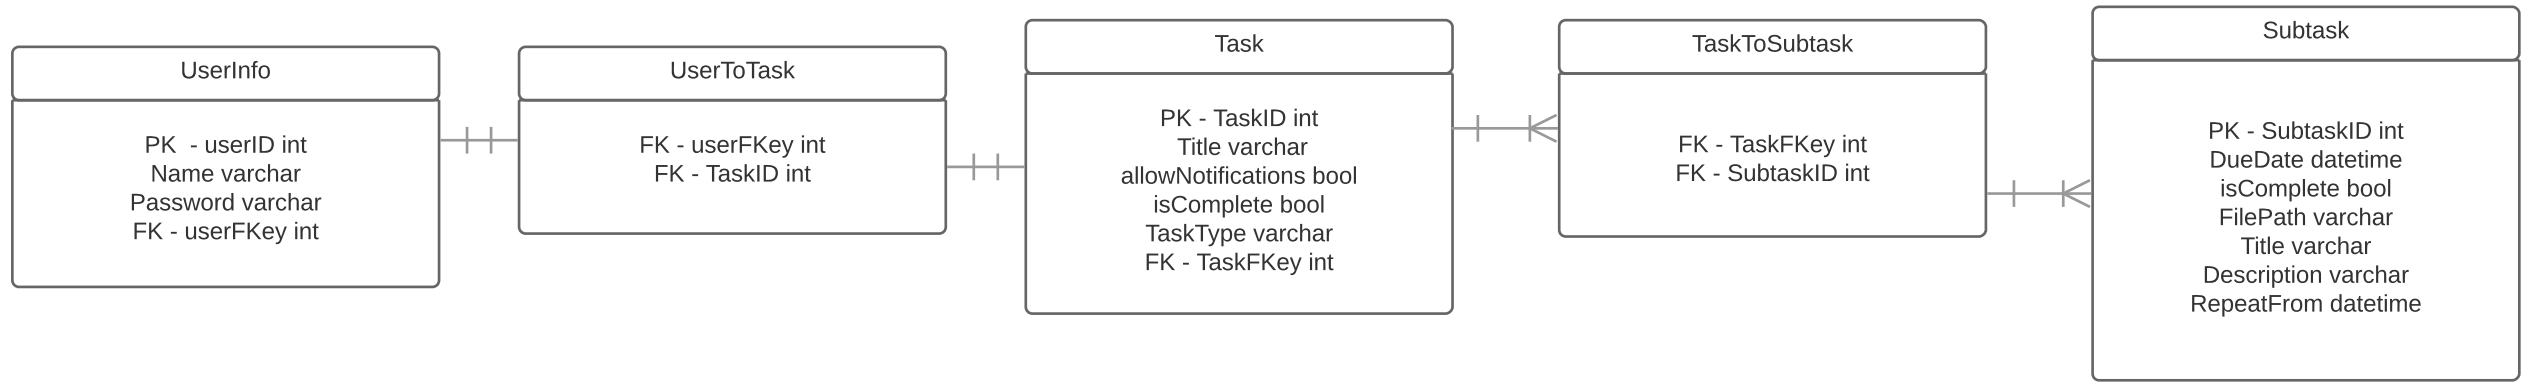 UserInfo
PK - userID int
Name varchar
Password varchar
FK - userFKey int
UserToTask
FK - userFKey int
FK - TaskID int
Task
PK - TaskID int
Title varchar
allowNotifications bool
isComplete bool
TaskType varchar
FK - TaskFKey int
TaskToSubtask
FK - TaskFKey int
FK - SubtaskID int
Subtask
PK - SubtaskID int
DueDate datetime
isComplete bool
FilePath varchar
Title varchar
Description varchar
RepeatFrom datetime